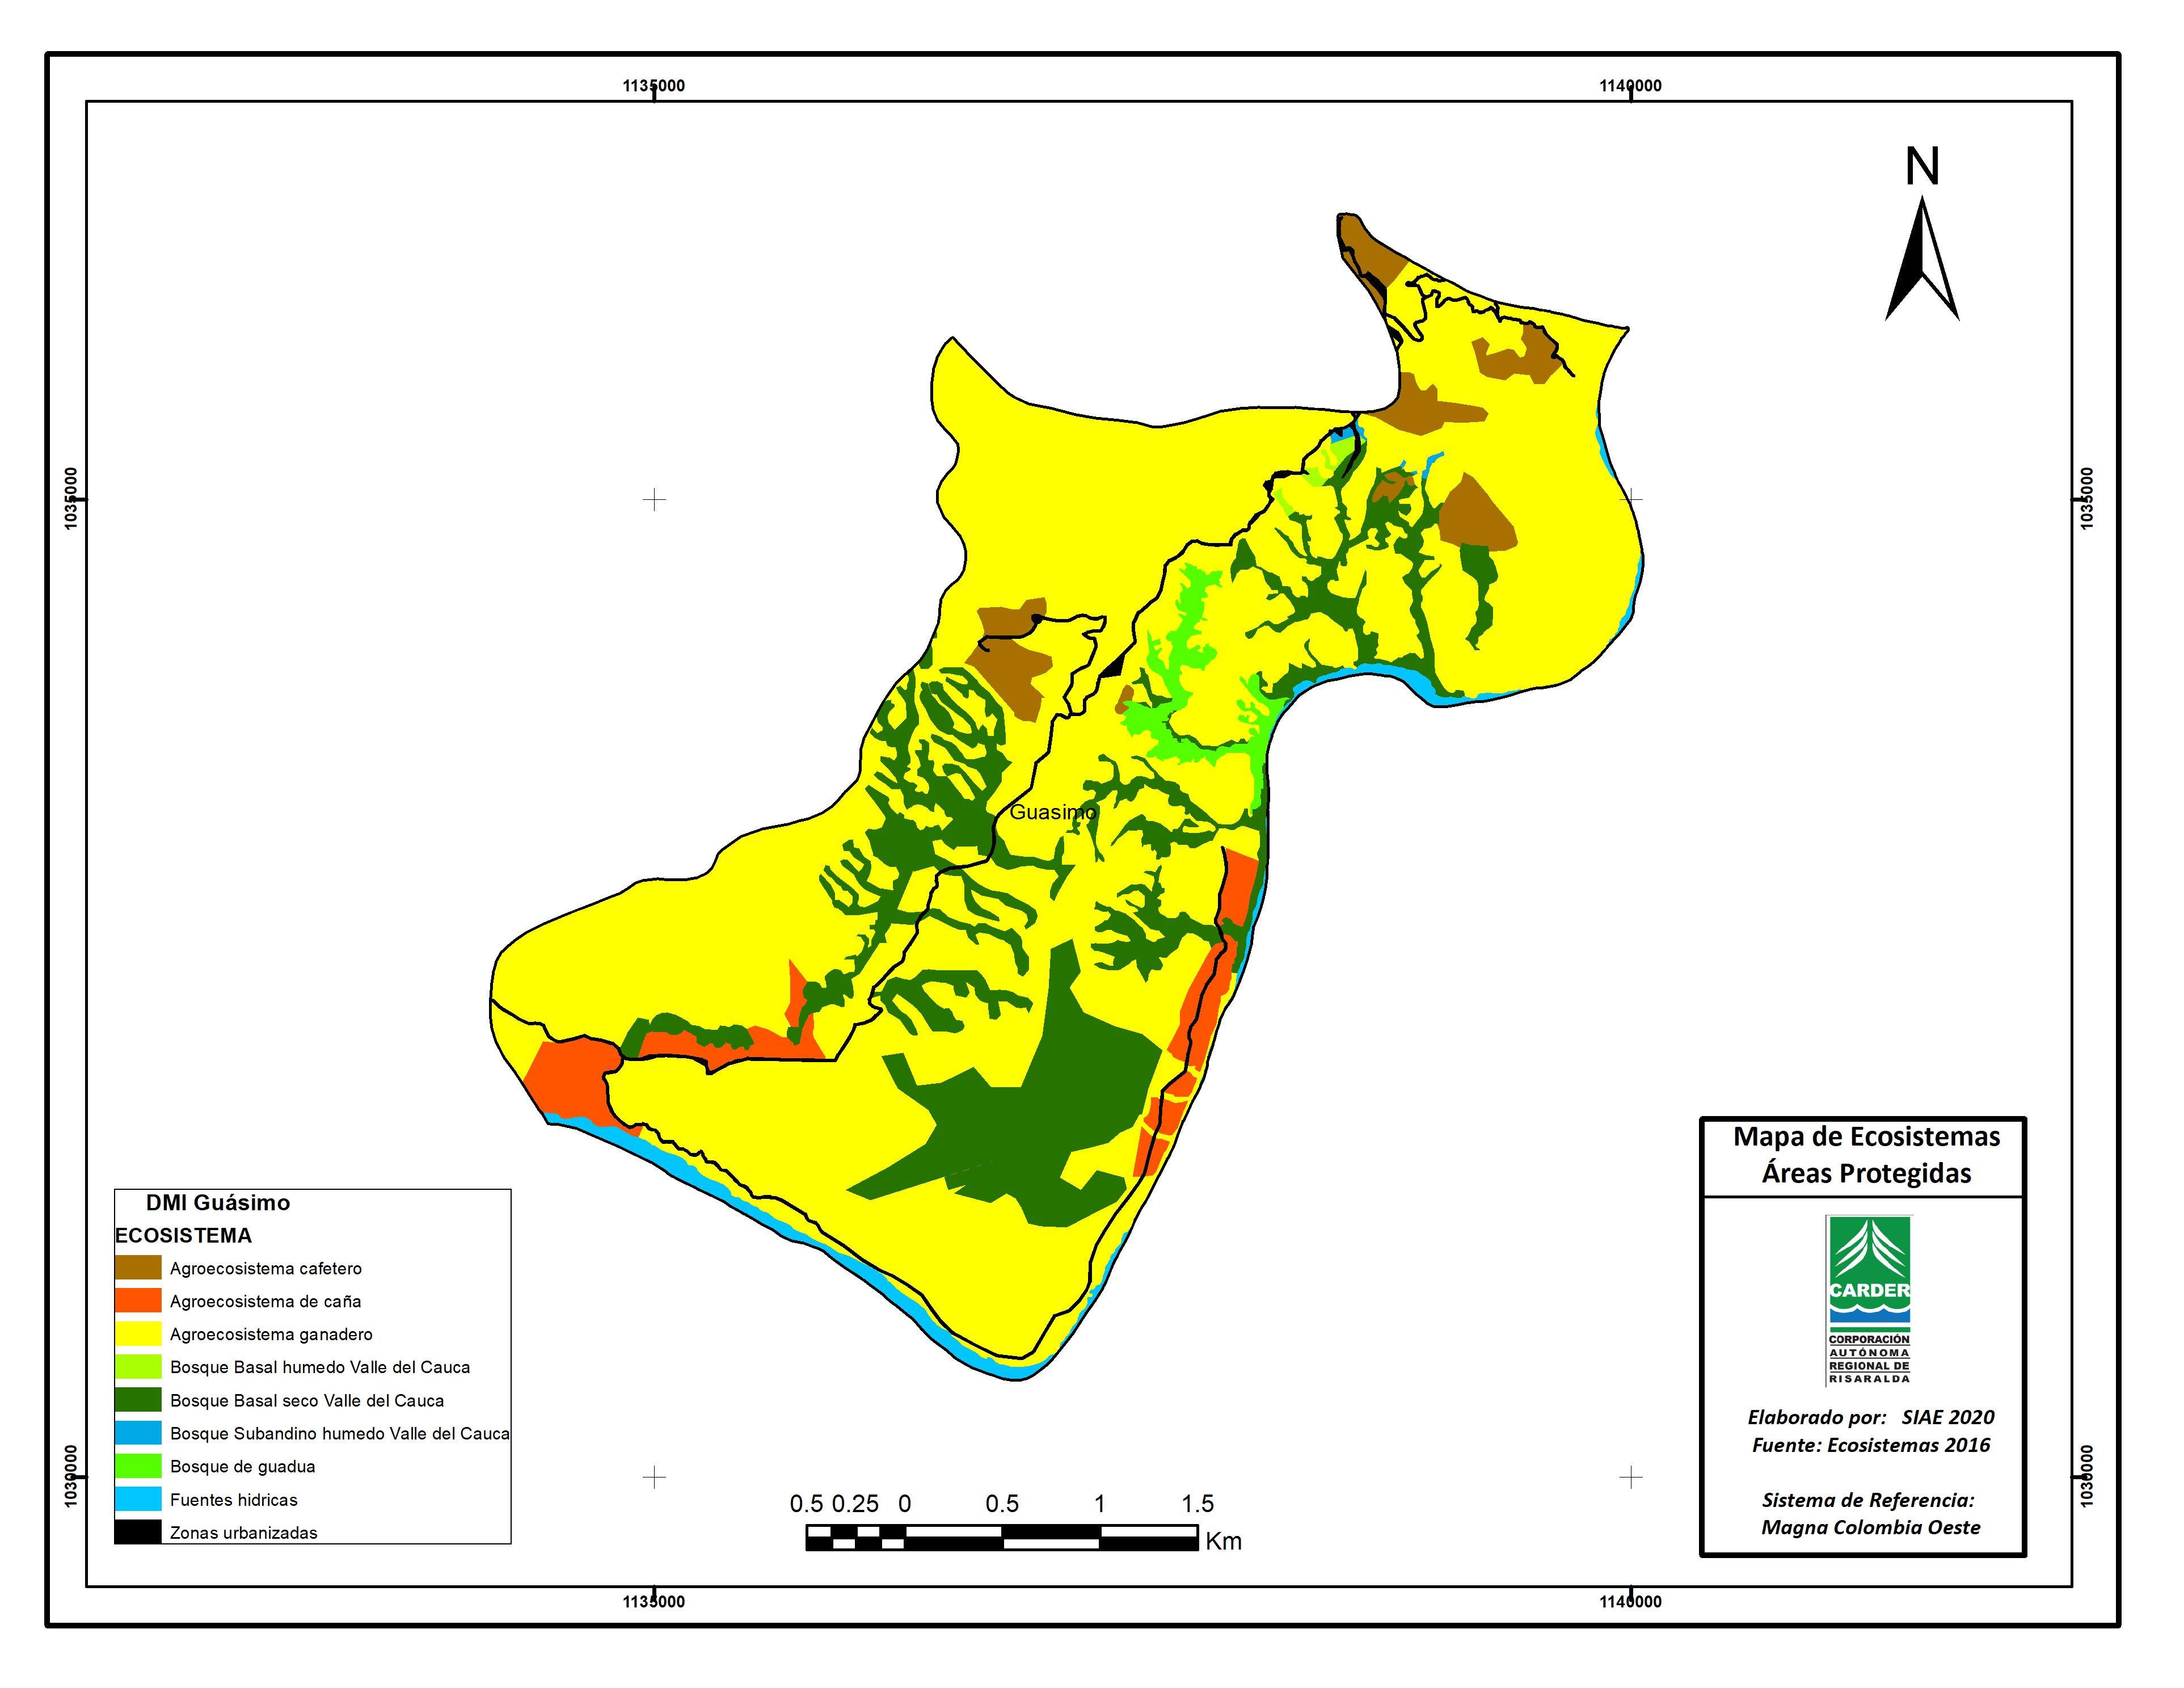 1135000
1140000
N
1035000
1035000
Guasimo
Mapa de Ecosistemas
Áreas Protegidas
CARDER
CORPORACIÓN
AUTÓNOMA
REGIONAL DE
RISARALDA
Elaborado por: SIAE 2020
Fuente: Ecosistemas 2016
Sistema de Referencia:
Magna Colombia Oeste
DMI Guásimo
ECOSISTEMA
Agroecosistema cafetero
Agroecosistema de caña
Agroecosistema ganadero
Bosque Basal humedo Valle del Cauca
Bosque Basal seco Valle del Cauca
Bosque Subandino humedo Valle del Cauca
Bosque de guadua
Fuentes hidricas
Zonas urbanizadas
1030000
1030000
0.5 0.25 0 0.5 1 1.5
Km
1135000
1140000